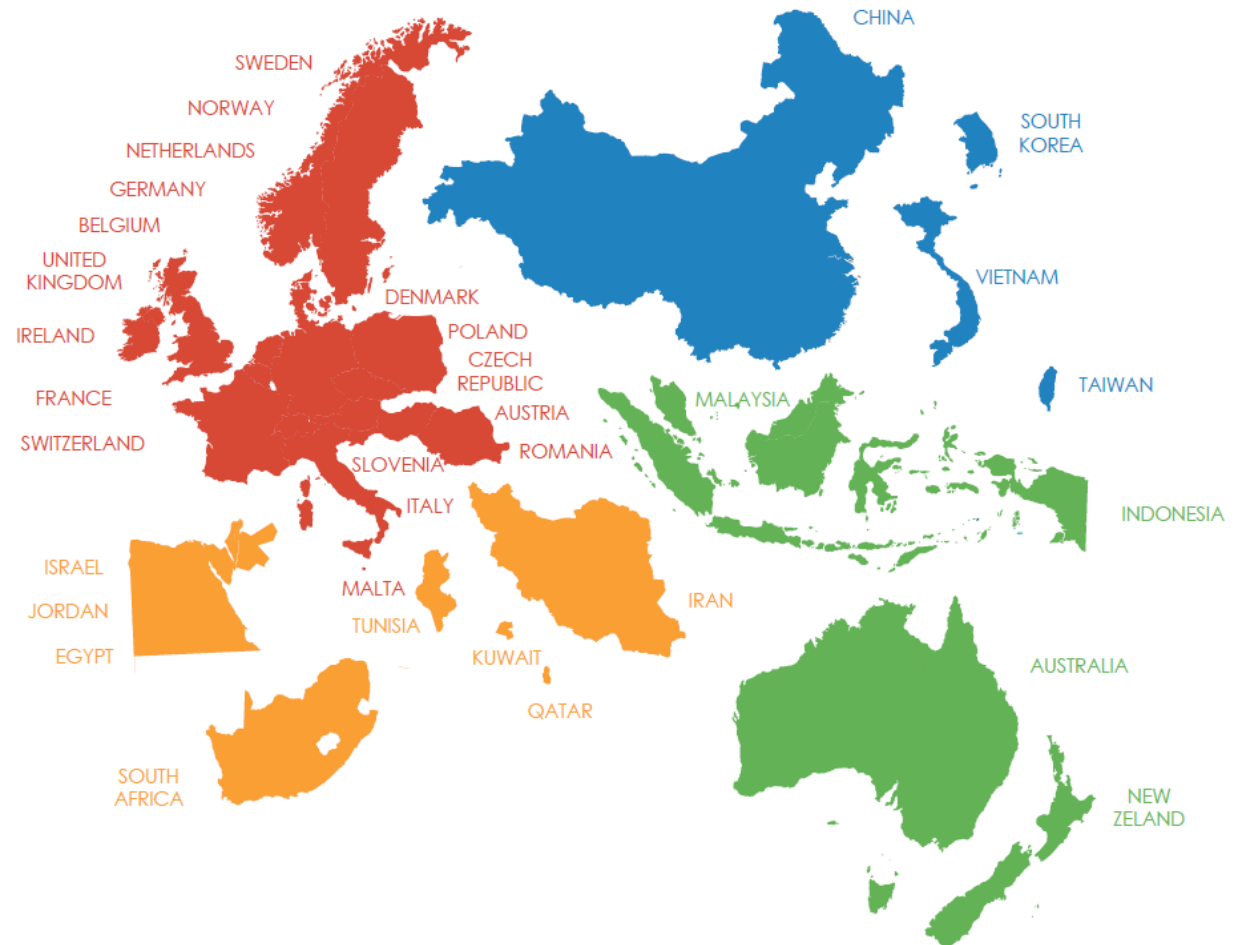 CHINA
SWEDEN
NORWAY
SOUTH
KOREA
NETHERLANDS
GERMANY
BELGIUM
UNITED
KINGDOM
VIETNAM
DENMARK
IRELAND
POLAND
CZECH
REPUBLIC
TAIWAN
FRANCE
MALAYSIA
AUSTRIA
SWITZERLAND
ROMANIA
SLOVENIA
ITALY
INDONESIA
ISRAEL
MALTA
IRAN
JORDAN
TUNISIA
EGYPT
KUWAIT
AUSTRALIA
QATAR
SOUTH
AFRICA
NEW
ZELAND